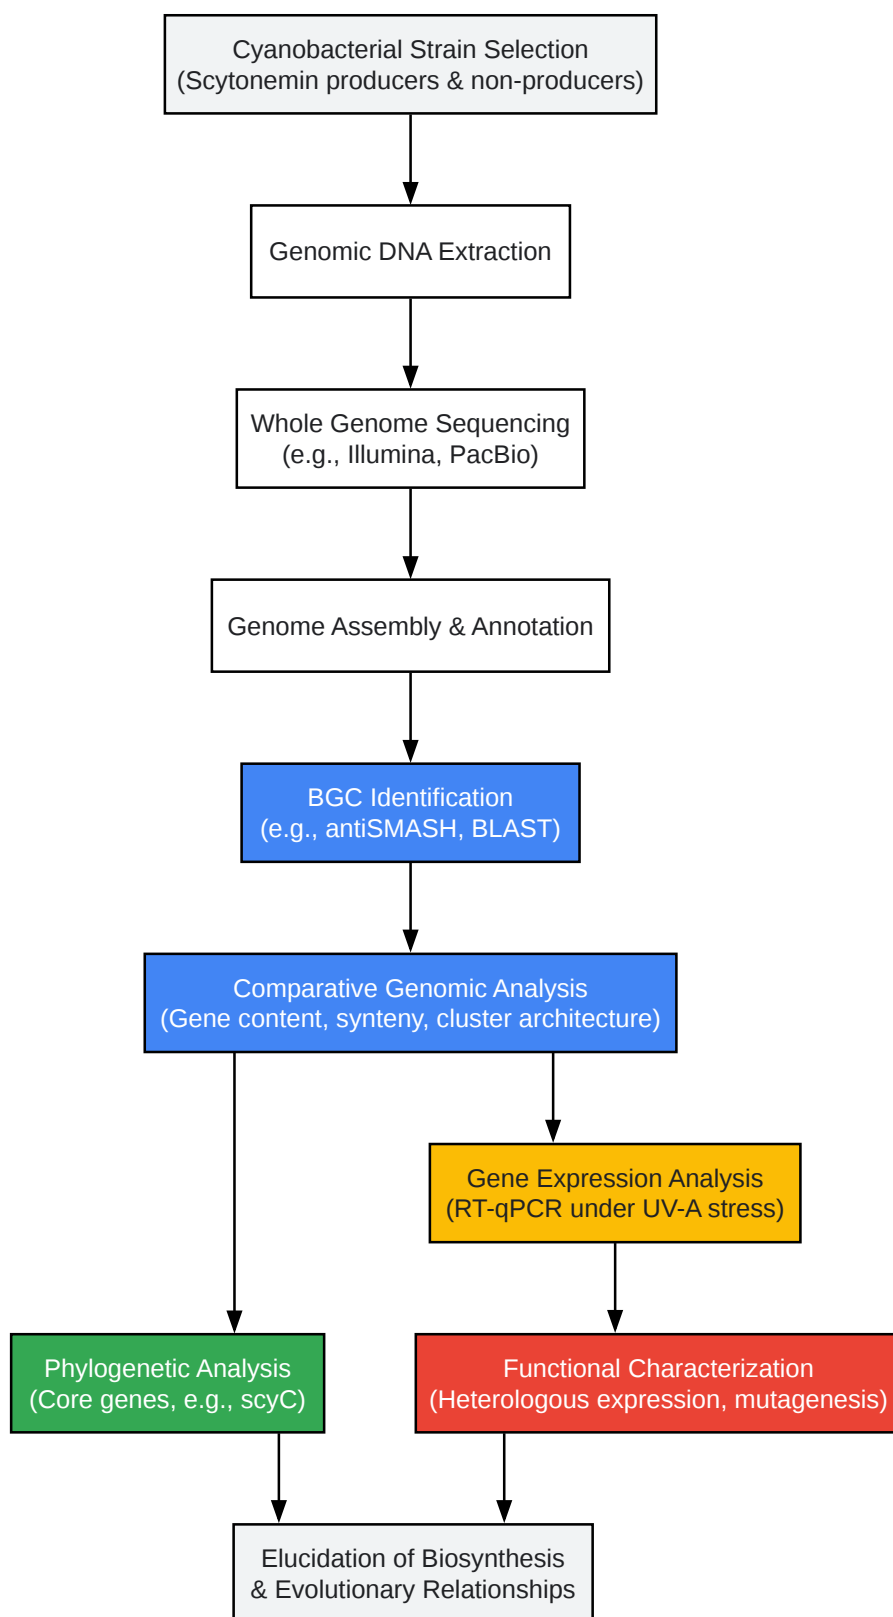 Cyanobacterial Strain Selection
(Scytonemin producers & non-producers)
Genomic DNA Extraction
Whole Genome Sequencing
(e.g., Illumina, PacBio)
Genome Assembly & Annotation
BGC Identification
(e.g., antiSMASH, BLAST)
Comparative Genomic Analysis
(Gene content, synteny, cluster architecture)
Gene Expression Analysis
(RT-qPCR under UV-A stress)
Phylogenetic Analysis
(Core genes, e.g., scyC)
Functional Characterization
(Heterologous expression, mutagenesis)
Elucidation of Biosynthesis
& Evolutionary Relationships